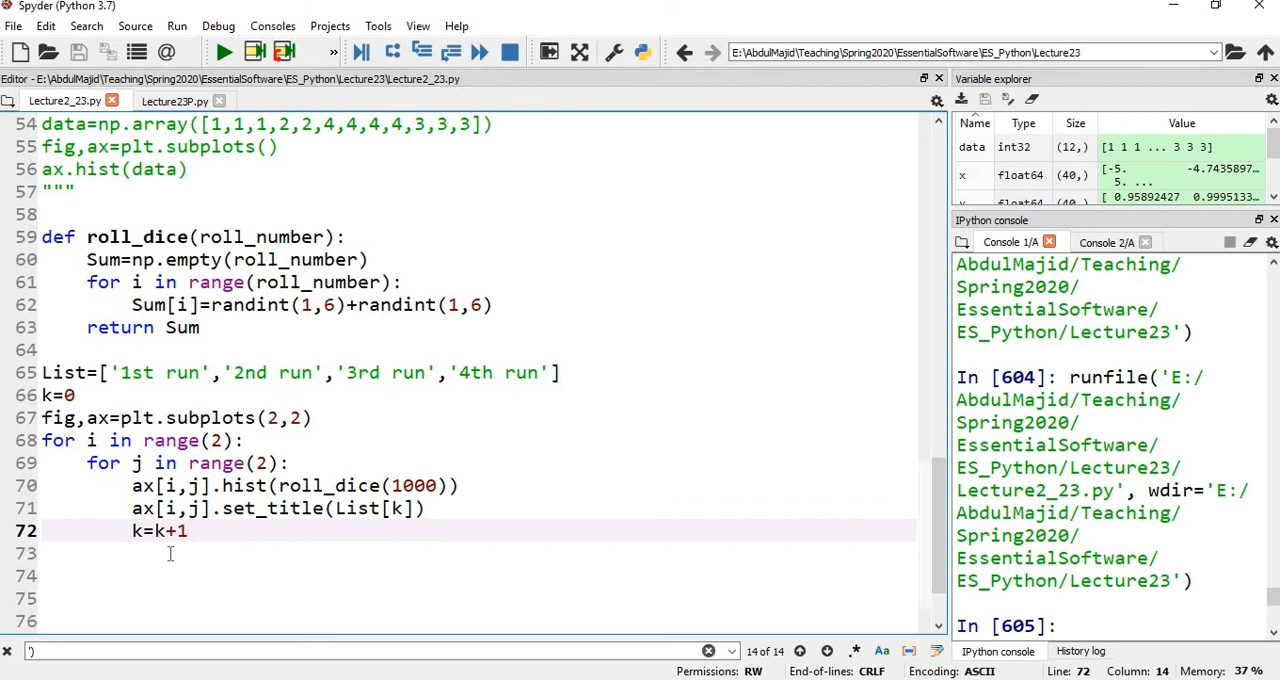 Spyder (Python 3.7)
File Edit Search Source Run Debug Consoles Projects Tools View Help
@ » E:\AbdulMajid\Teaching\Spring2020\EssentialSoftware\ES_Python\Lecture23
Editor - E:\AbdulMajid\Teaching\Spring2020\EssentialSoftware\ES_Python\Lecture23\Lecture2_23.py
Lecture2_23.py Lecture23P.py
54 data=np.array([1,1,1,2,2,4,4,4,4,3,3,3])
55 fig,ax=plt.subplots()
56 ax.hist(data)
57 """
58
59 def roll_dice(roll_number):
60 Sum=np.empty(roll_number)
61 for i in range(roll_number):
62 Sum[i]=randint(1,6)+randint(1,6)
63 return Sum
64
65 List=['1st run','2nd run','3rd run','4th run']
66 k=0
67 fig,ax=plt.subplots(2,2)
68 for i in range(2):
69 for j in range(2):
70 ax[i,j].hist(roll_dice(1000))
71 ax[i,j].set_title(List[k])
72 k=k+1
73
74
75
76
')
14 of 14 .* Aa
Variable explorer
Name Type Size Value
data int32 (12,) [1 1 1 ... 3 3 3]
x float64 (40,) [-5. -4.7435897…
5. ...
float64 (40,) [ 0.95892427 0.9995133…
IPython console
Console 1/A Console 2/A
AbdulMajid/Teaching/
Spring2020/
EssentialSoftware/
ES_Python/Lecture23')
In [604]: runfile('E:/
AbdulMajid/Teaching/
Spring2020/
EssentialSoftware/
ES_Python/Lecture23/
Lecture2_23.py', wdir='E:/
AbdulMajid/Teaching/
Spring2020/
EssentialSoftware/
ES_Python/Lecture23')
In [605]:
IPython console History log
Permissions: RW End-of-lines: CRLF Encoding: ASCII Line: 72 Column: 14 Memory: 37 %